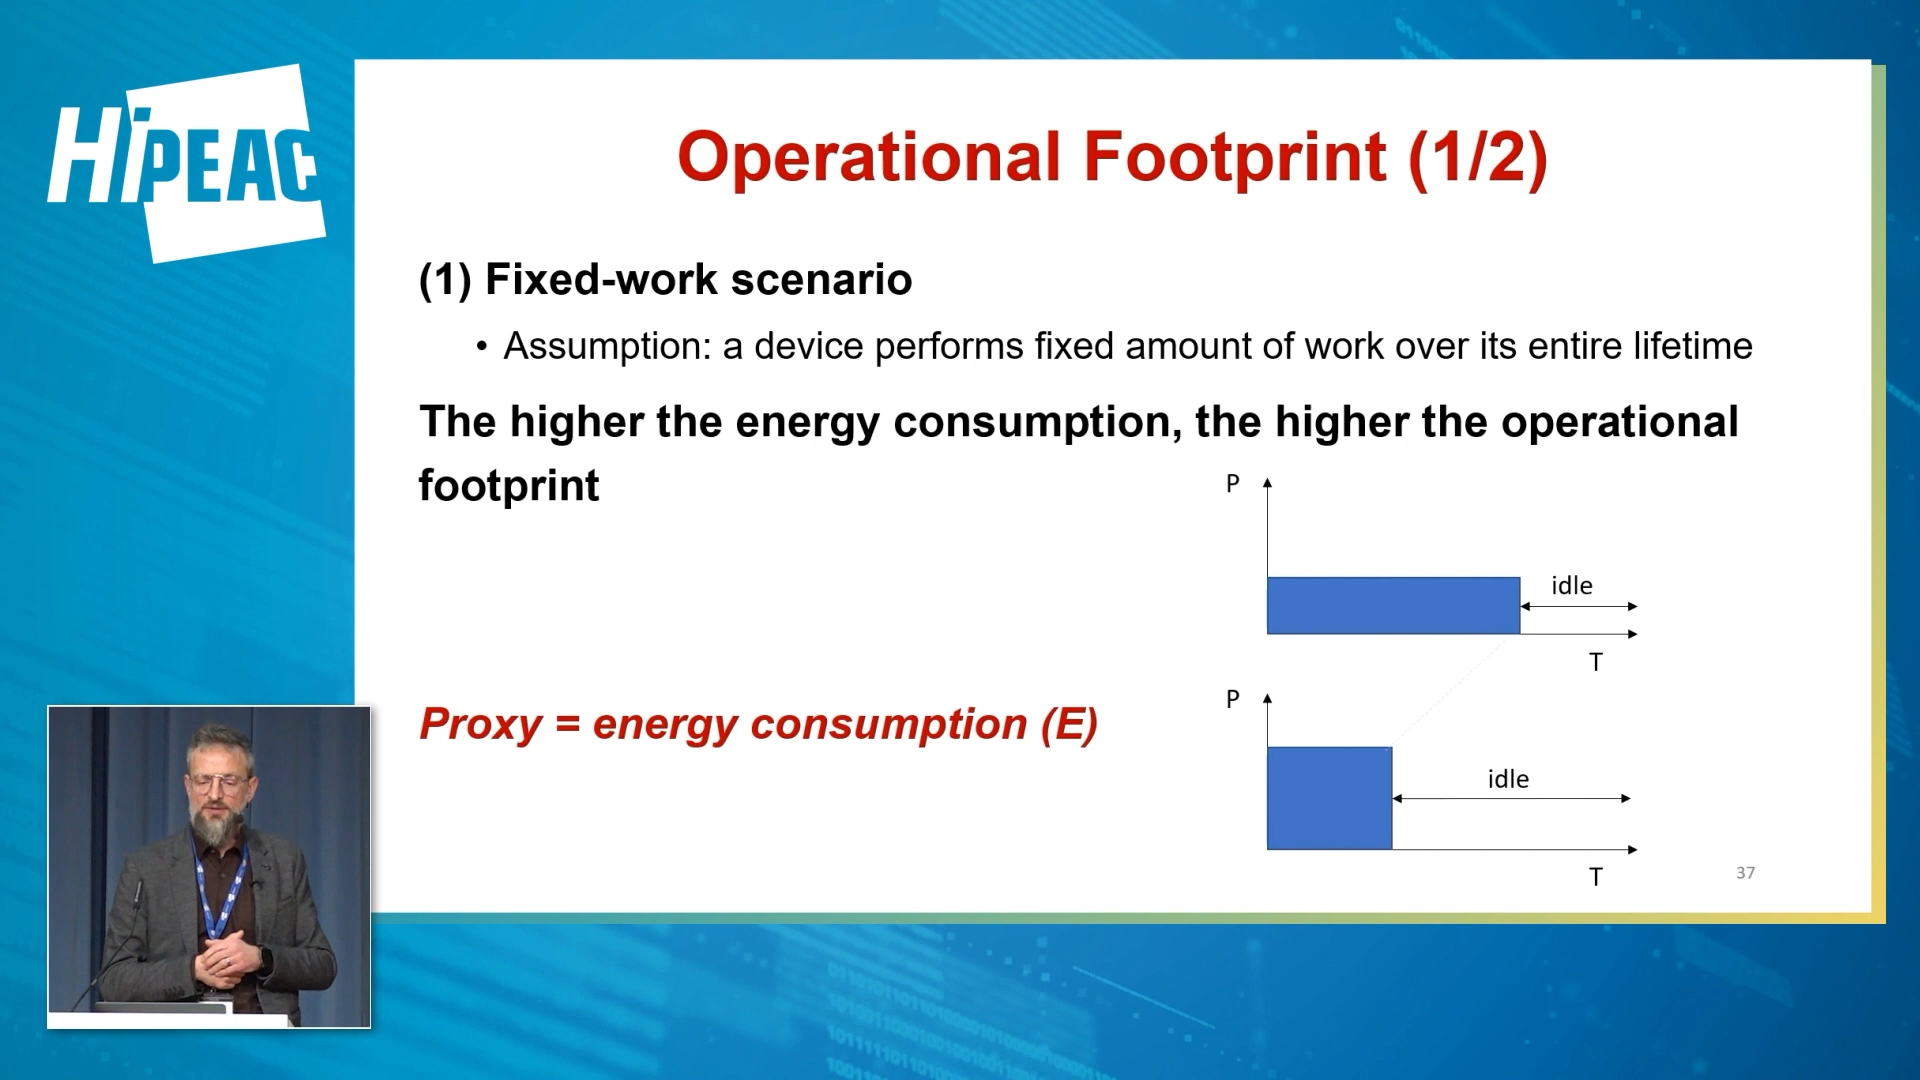 HiPEAC
Operational Footprint (1/2)
(1) Fixed-work scenario
• Assumption: a device performs fixed amount of work over its entire lifetime
The higher the energy consumption, the higher the operational
footprint
P
idle
T
Proxy = energy consumption (E)
P
idle
T
37